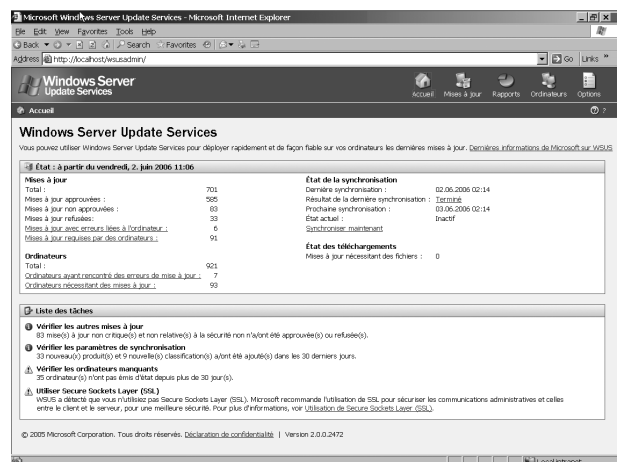 Microsoft Windows Server Update Services - Microsoft Internet Explorer
File Edit View Favorites Tools Help
Back Search Favorites
Address http://localhost/wsusadmin/ Go Links »
Windows Server
Update Services
Accueil Mises à jour Rapports Ordinateurs Options
Accueil ?
Windows Server Update Services
Vous pouvez utiliser Windows Server Update Services pour déployer rapidement et de façon fiable sur vos ordinateurs les dernières mises à jour. Dernières informations de Microsoft sur WSUS
État : à partir du vendredi, 2. juin 2006 11:06
Mises à jour
Total : 701
Mises à jour approuvées : 585
Mises à jour non approuvées : 83
Mises à jour refusées: 33
Mises à jour avec erreurs liées à l'ordinateur : 6
Mises à jour requises par des ordinateurs : 91
Ordinateurs
Total : 921
Ordinateurs ayant rencontré des erreurs de mise à jour : 7
Ordinateurs nécessitant des mises à jour : 93
État de la synchronisation
Dernière synchronisation : 02.06.2006 02:14
Résultat de la dernière synchronisation : Terminé
Prochaine synchronisation : 03.06.2006 02:14
État actuel : Inactif
Synchroniser maintenant
État des téléchargements
Mises à jour nécessitant des fichiers : 0
Liste des tâches
Vérifier les autres mises à jour
83 mise(s) à jour non critique(s) et non relative(s) à la sécurité non n'a/ont été approuvée(s) ou refusée(s).
Vérifier les paramètres de synchronisation
33 nouveau(x) produit(s) et 9 nouvelle(s) classification(s) a/ont été ajouté(s) dans les 30 derniers jours.
Vérifier les ordinateurs manquants
35 ordinateur(s) n'ont pas émis d'état depuis plus de 30 jour(s).
Utiliser Secure Sockets Layer (SSL)
WSUS a détecté que vous n'utilisiez pas Secure Sockets Layer (SSL). Microsoft recommande l'utilisation de SSL pour sécuriser les communications administratives et celles
entre le client et le serveur, pour une meilleure sécurité. Pour plus d'informations, voir Utilisation de Secure Sockets Layer (SSL).
© 2005 Microsoft Corporation. Tous droits réservés. Déclaration de confidentialité | Version 2.0.0.2472
Local intranet